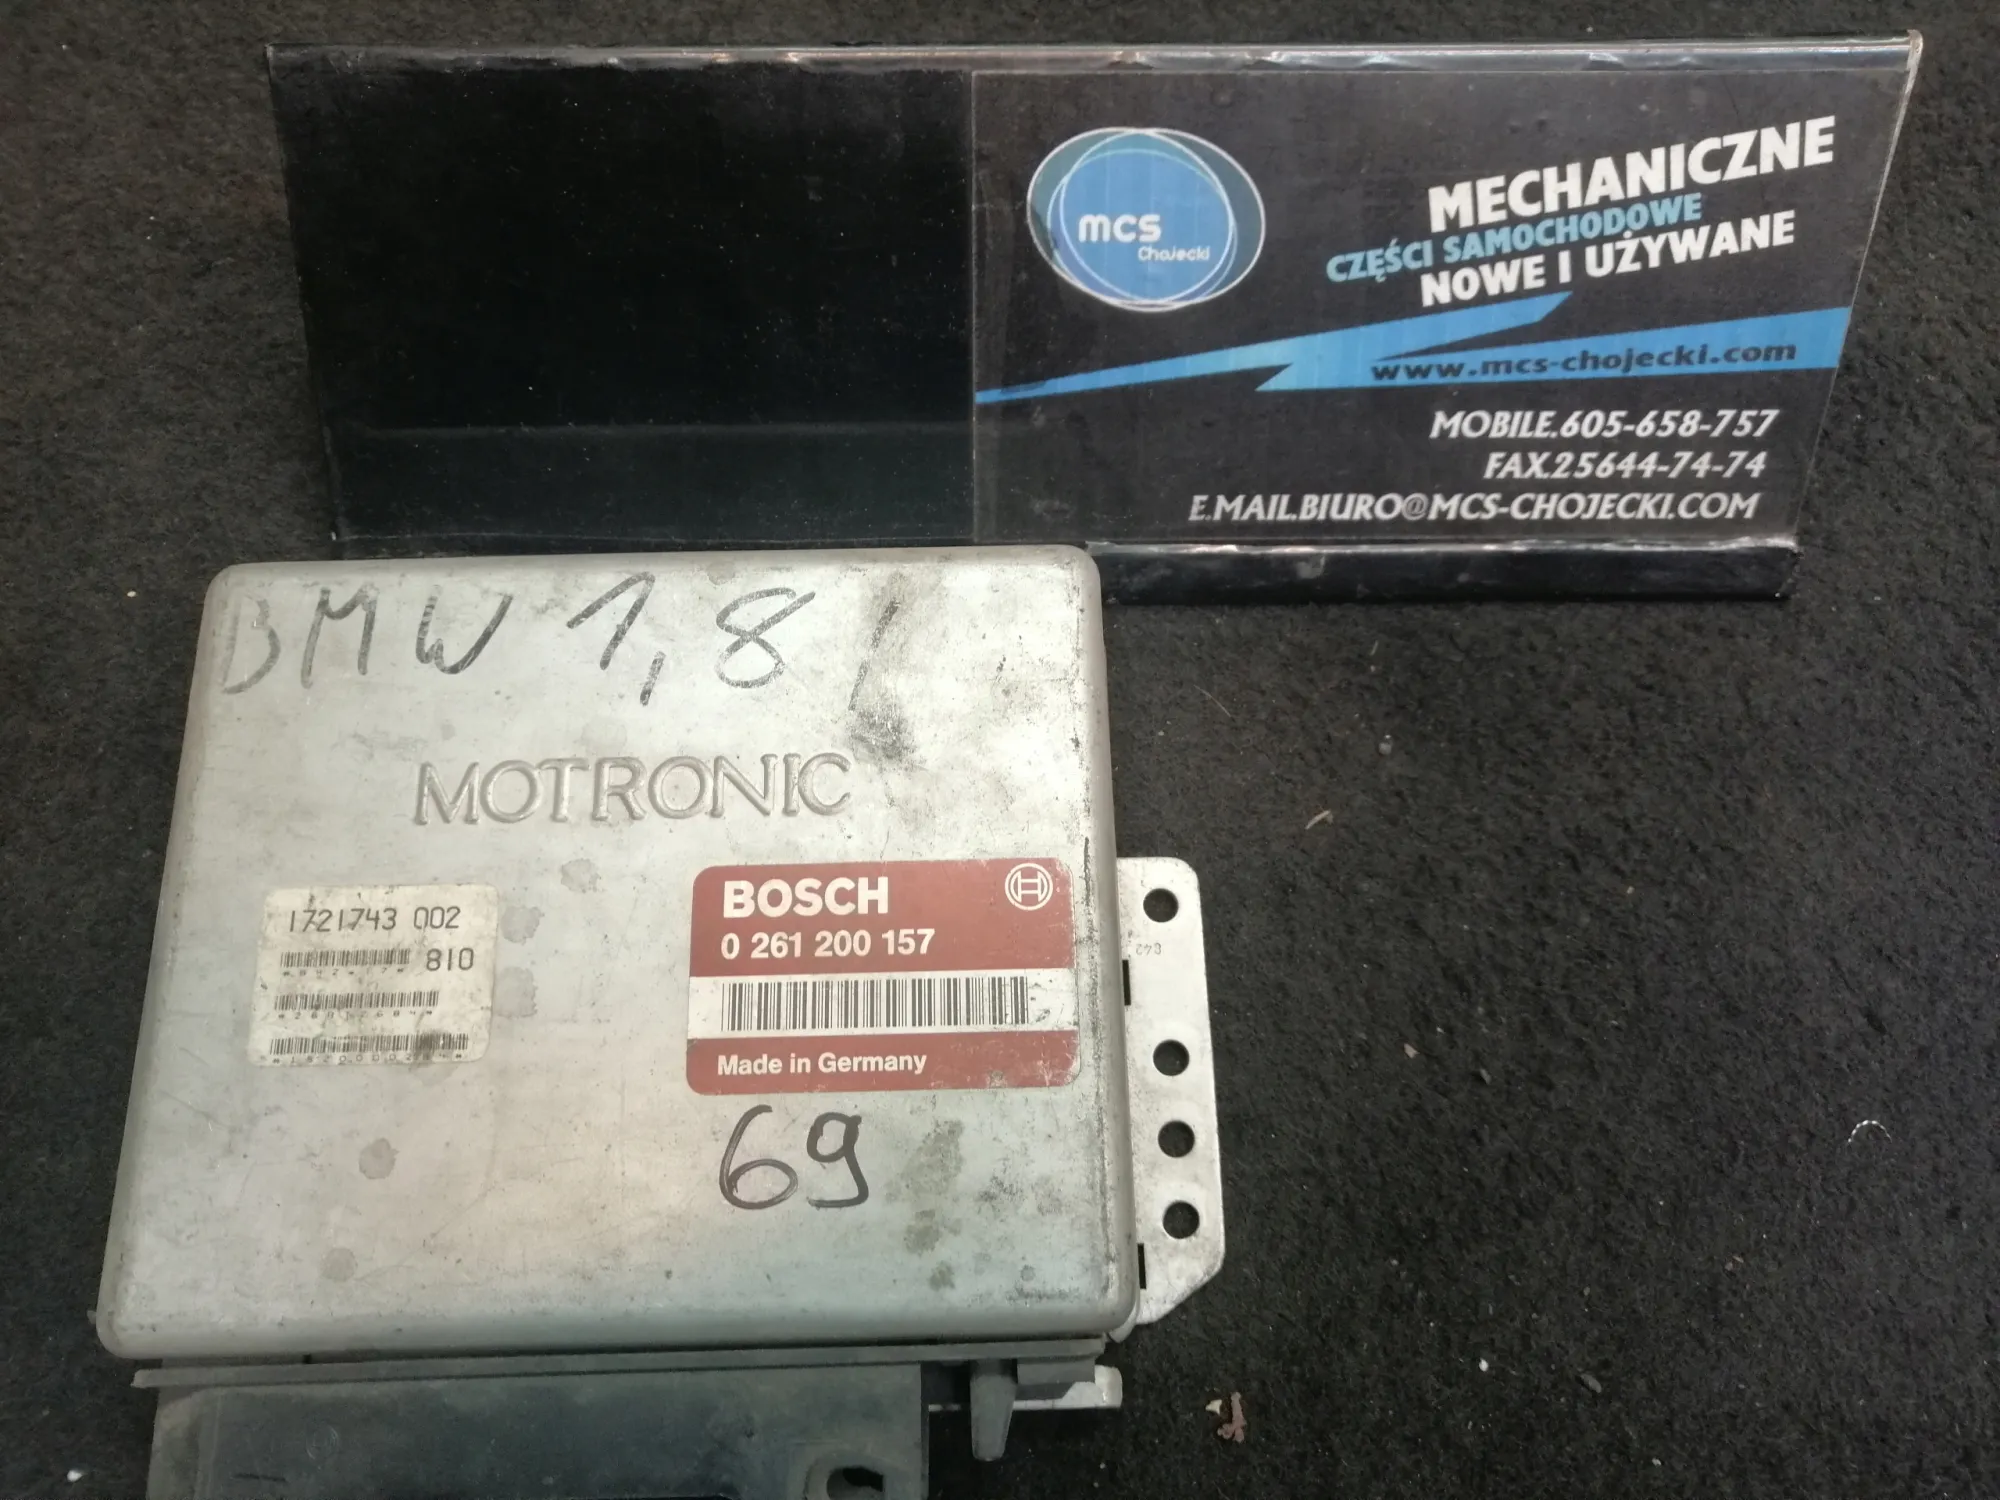 mcs
Chojecki
MECHANICZNE
CZĘŚCI SAMOCHODOWE
NOWE I UŻYWANE
www.mcs-chojecki.com
MOBILE.605-658-757
FAX.25644-74-74
E.MAIL.BIURO@MCS-CHOJECKI.COM
BMW 1,8
MOTRONIC
1721743 002
810
BOSCH
0 261 200 157
Made in Germany
69